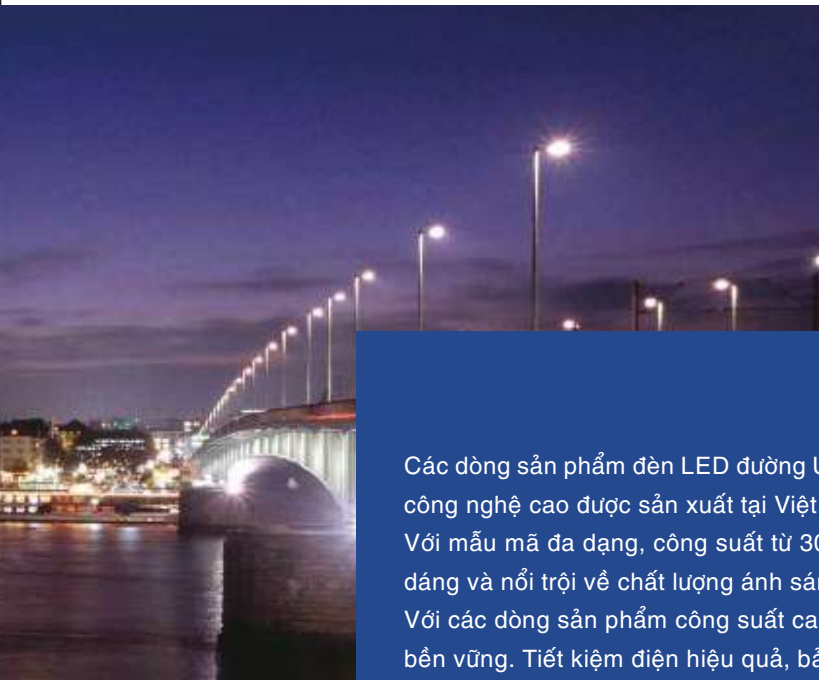 Các dòng sản phẩm đèn LED đường
công nghệ cao được sản xuất tại Việt
Với mẫu mã đa dạng, công suất từ 30
dáng và nổi trội về chất lượng ánh
Với các dòng sản phẩm công suất
bền vững. Tiết kiệm điện hiệu quả,